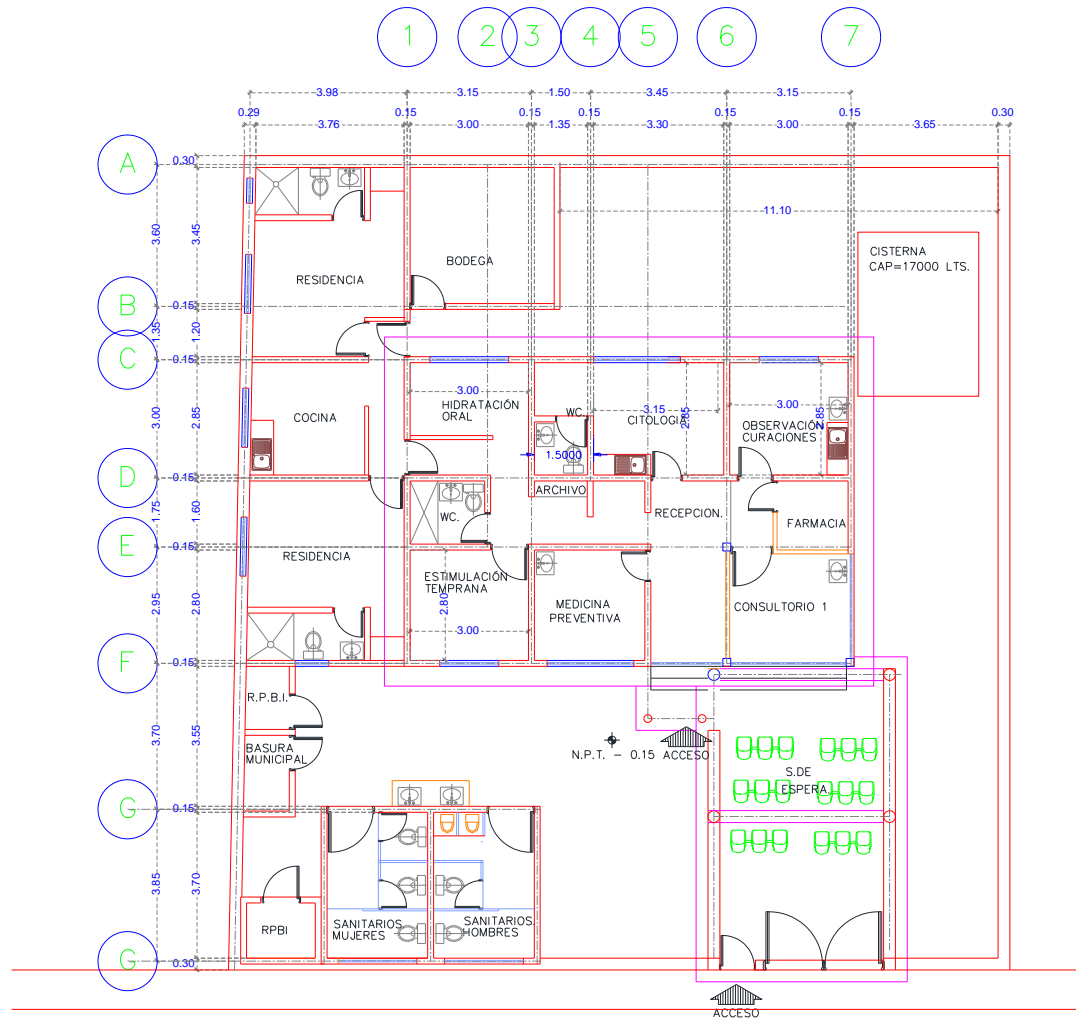 1 2 3 4 5 6 7
3.98 3.15 1.50 3.45 3.15
0.29 0.15 0.15 0.15 0.15 0.15 0.30
3.76 3.00 1.35 3.30 3.00 3.65
A
0.30
11.10
3.60
3.45
BODEGA
RESIDENCIA
CISTERNA
CAP=17000 LTS.
B
0.15
1.35
1.20
C
0.15
3.00
2.85
3.00
HIDRATACIÓN
ORAL
WC.
3.15
CITOLOGIA
2.85
3.00
OBSERVACIÓN
CURACIONES
2.85
COCINA
1.5000
D
0.15
ARCHIVO
1.75
1.60
WC.
RECEPCION.
FARMACIA
E
0.15
RESIDENCIA
ESTIMULACIÓN
TEMPRANA
2.95
2.80
2.80
MEDICINA
PREVENTIVA
CONSULTORIO 1
3.00
F
0.15
R.P.B.I.
3.70
3.55
BASURA
MUNICIPAL
N.P.T. - 0.15
ACCESO
S.DE
ESPERA.
G
0.15
3.85
3.70
RPBI
SANITARIOS
MUJERES
SANITARIOS
HOMBRES
G
0.30
ACCESO